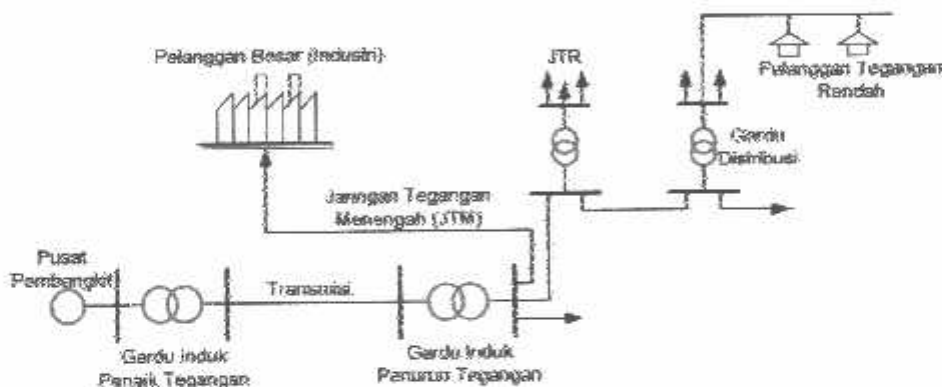 Pelanggan Besar (Industri)
JTR
Pelanggan Tegangan
Rendah
Gardu
Distribusi
Jaringan Tegangan
Menengah (JTM)
Pusat
Pembangkit
Transmisi
Gardu Induk
Penaik Tegangan
Gardu Induk
Penurun Tegangan